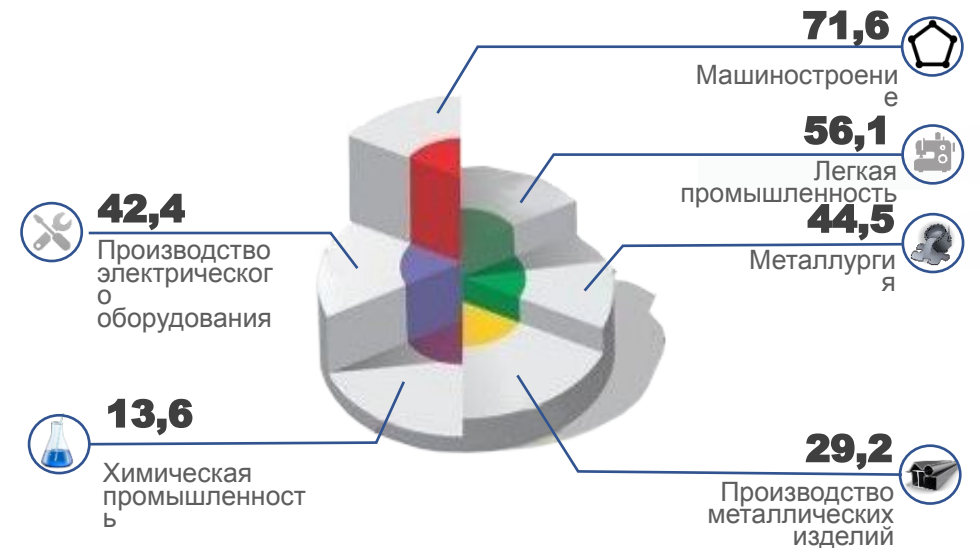 71,6
Машиностроени
е
56,1
Легкая
промышленность
44,5
Металлурги
я
42,4
Производство
электрическог
о
оборудования
13,6
Химическая
промышленност
ь
29,2
Производство
металлических
изделий